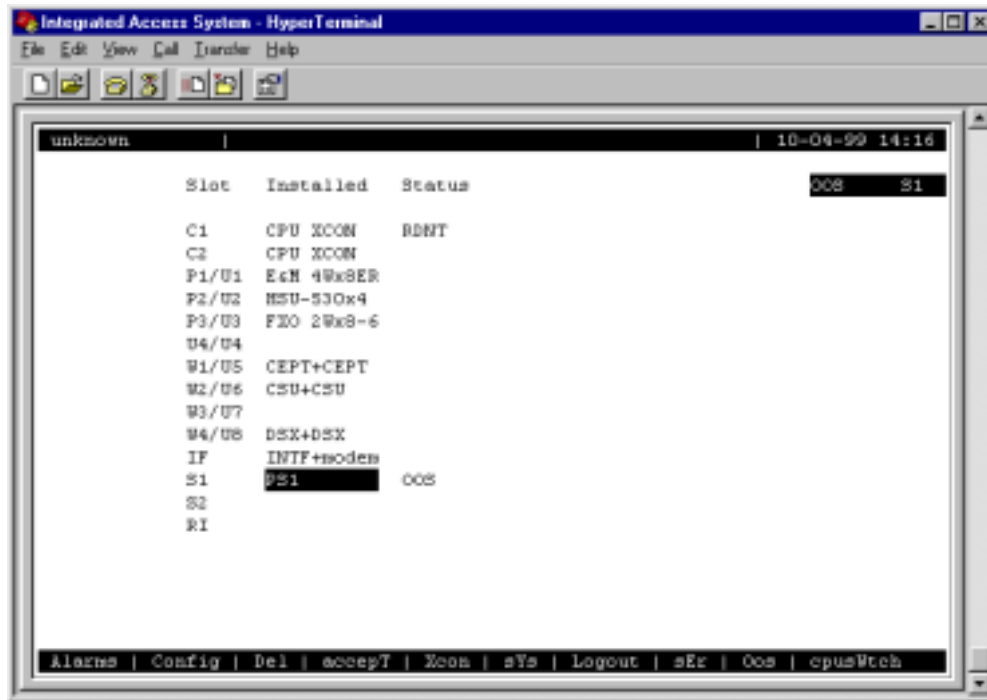 Integrated Access System - HyperTerminal
File Edit View Call Transfer Help
unknown | | 10-04-99 14:16
Slot Installed Status OOS S1
C1 CPU XCON RDNT
C2 CPU XCON
P1/U1 E&M 4Wx8ER
P2/U2 HSU-530x4
P3/U3 FXO 2Wx8-6
U4/U4
W1/U5 CEPT+CEPT
W2/U6 CSU+CSU
W3/U7
W4/U8 DSX+DSX
IF INTF+modem
S1 PS1 OOS
S2
RI
Alarms | Config | Del | accepT | Xcon | sYs | Logout | sEr | Oos | cpusWtch